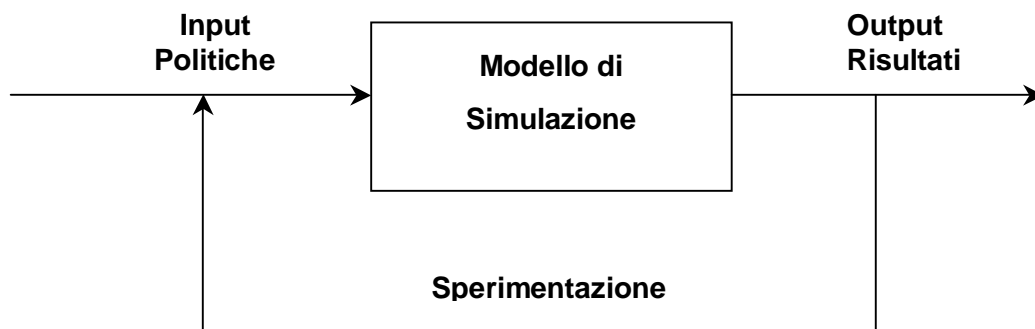 Input
Politiche
Modello di
Simulazione
Output
Risultati
Sperimentazione